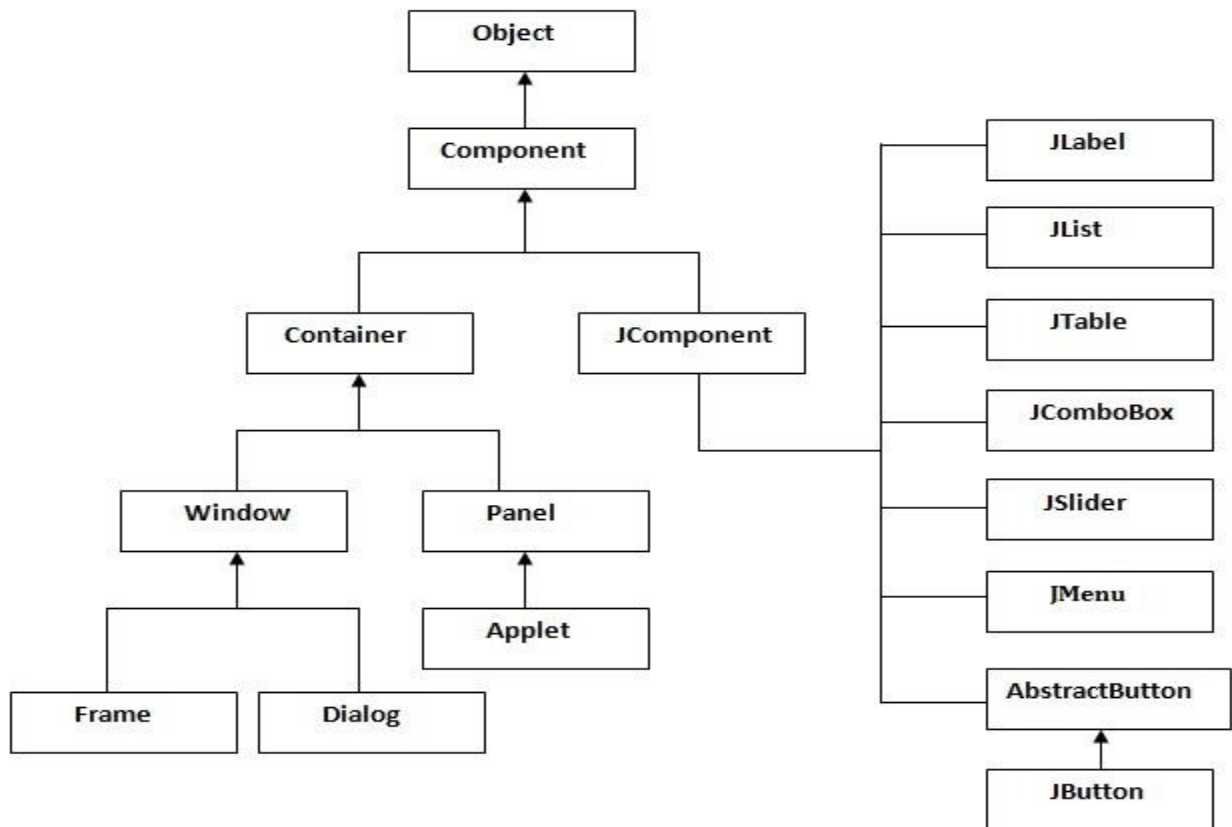 Object
Component
Container
JComponent
Window
Panel
Frame
Dialog
Applet
JLabel
JList
JTable
JComboBox
JSlider
JMenu
AbstractButton
JButton